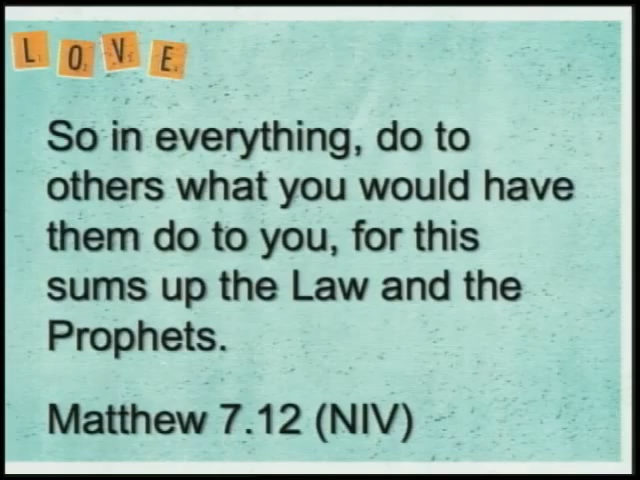 LOVE
So in everything, do to
others what you would have
them do to you, for this
sums up the Law and the
Prophets.
Matthew 7.12 (NIV)